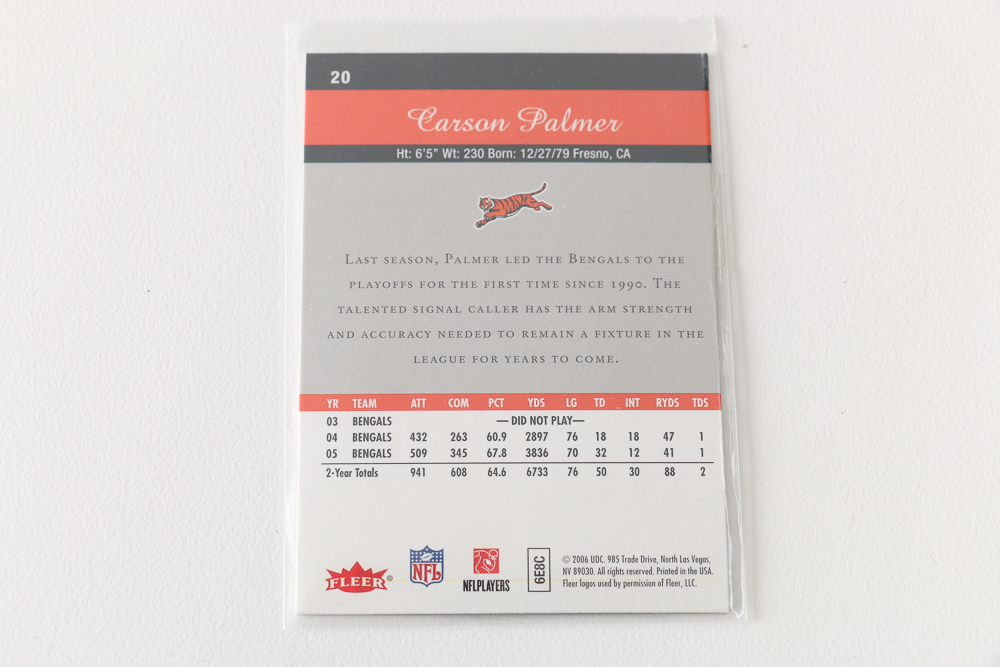 20
Carson Palmer
Ht: 6'5" Wt: 230 Born: 12/27/79 Fresno, CA
LAST SEASON, PALMER LED THE BENGALS TO THE
PLAYOFFS FOR THE FIRST TIME SINCE 1990. THE
TALENTED SIGNAL CALLER HAS THE ARM STRENGTH
AND ACCURACY NEEDED TO REMAIN A FIXTURE IN THE
LEAGUE FOR YEARS TO COME.
YR TEAM ATT COM PCT YDS LG TD INT RYDS TDS
03 BENGALS — DID NOT PLAY—
04 BENGALS 432 263 60.9 2897 76 18 18 47 1
05 BENGALS 509 345 67.8 3836 70 32 12 41 1
2-Year Totals 941 608 64.6 6733 76 50 30 88 2
FLEER®
NFL
NFLPLAYERS
6E8C
© 2006 UDC. 985 Trade Drive, North Las Vegas,
NV 89030. All rights reserved. Printed in the USA.
Fleer logos used by permission of Fleer, LLC.